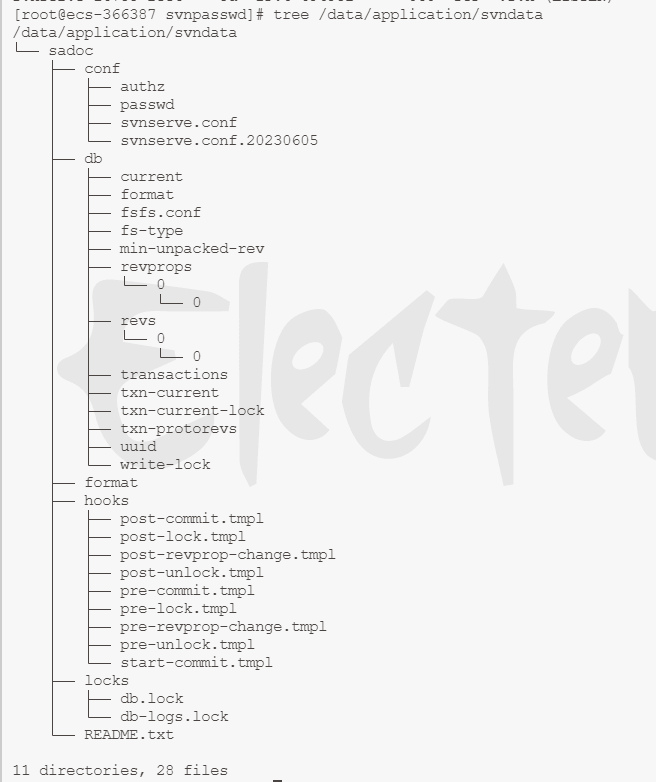 [root@ecs-366387 svnpasswd]# tree /data/application/svndata
/data/application/svndata
└── sadoc
    ├── conf
    │   ├── authz
    │   ├── passwd
    │   ├── svnserve.conf
    │   └── svnserve.conf.20230605
    ├── db
    │   ├── current
    │   ├── format
    │   ├── fsfs.conf
    │   ├── fs-type
    │   ├── min-unpacked-rev
    │   ├── revprops
    │   │   └── 0
    │   │       └── 0
    │   ├── revs
    │   │   └── 0
    │   │       └── 0
    │   ├── transactions
    │   ├── txn-current
    │   ├── txn-current-lock
    │   ├── txn-protorevs
    │   ├── uuid
    │   └── write-lock
    ├── format
    ├── hooks
    │   ├── post-commit.tmpl
    │   ├── post-lock.tmpl
    │   ├── post-revprop-change.tmpl
    │   ├── post-unlock.tmpl
    │   ├── pre-commit.tmpl
    │   ├── pre-lock.tmpl
    │   ├── pre-revprop-change.tmpl
    │   ├── pre-unlock.tmpl
    │   └── start-commit.tmpl
    ├── locks
    │   ├── db.lock
    │   └── db-logs.lock
    └── README.txt
11 directories, 28 files